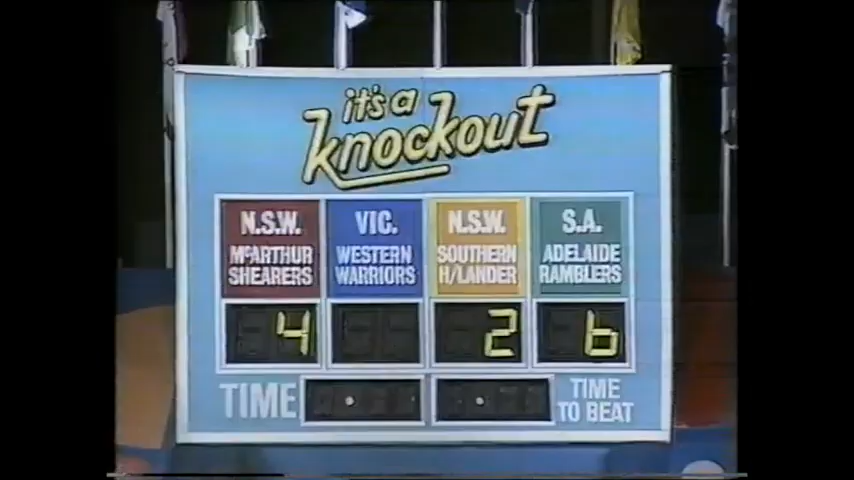 it's a
knockout
N.S.W. VIC. N.S.W. S.A.
McARTHUR WESTERN SOUTHERN ADELAIDE
SHEARERS WARRIORS H/LANDER RAMBLERS
4 2 6
TIME TIME
TO BEAT